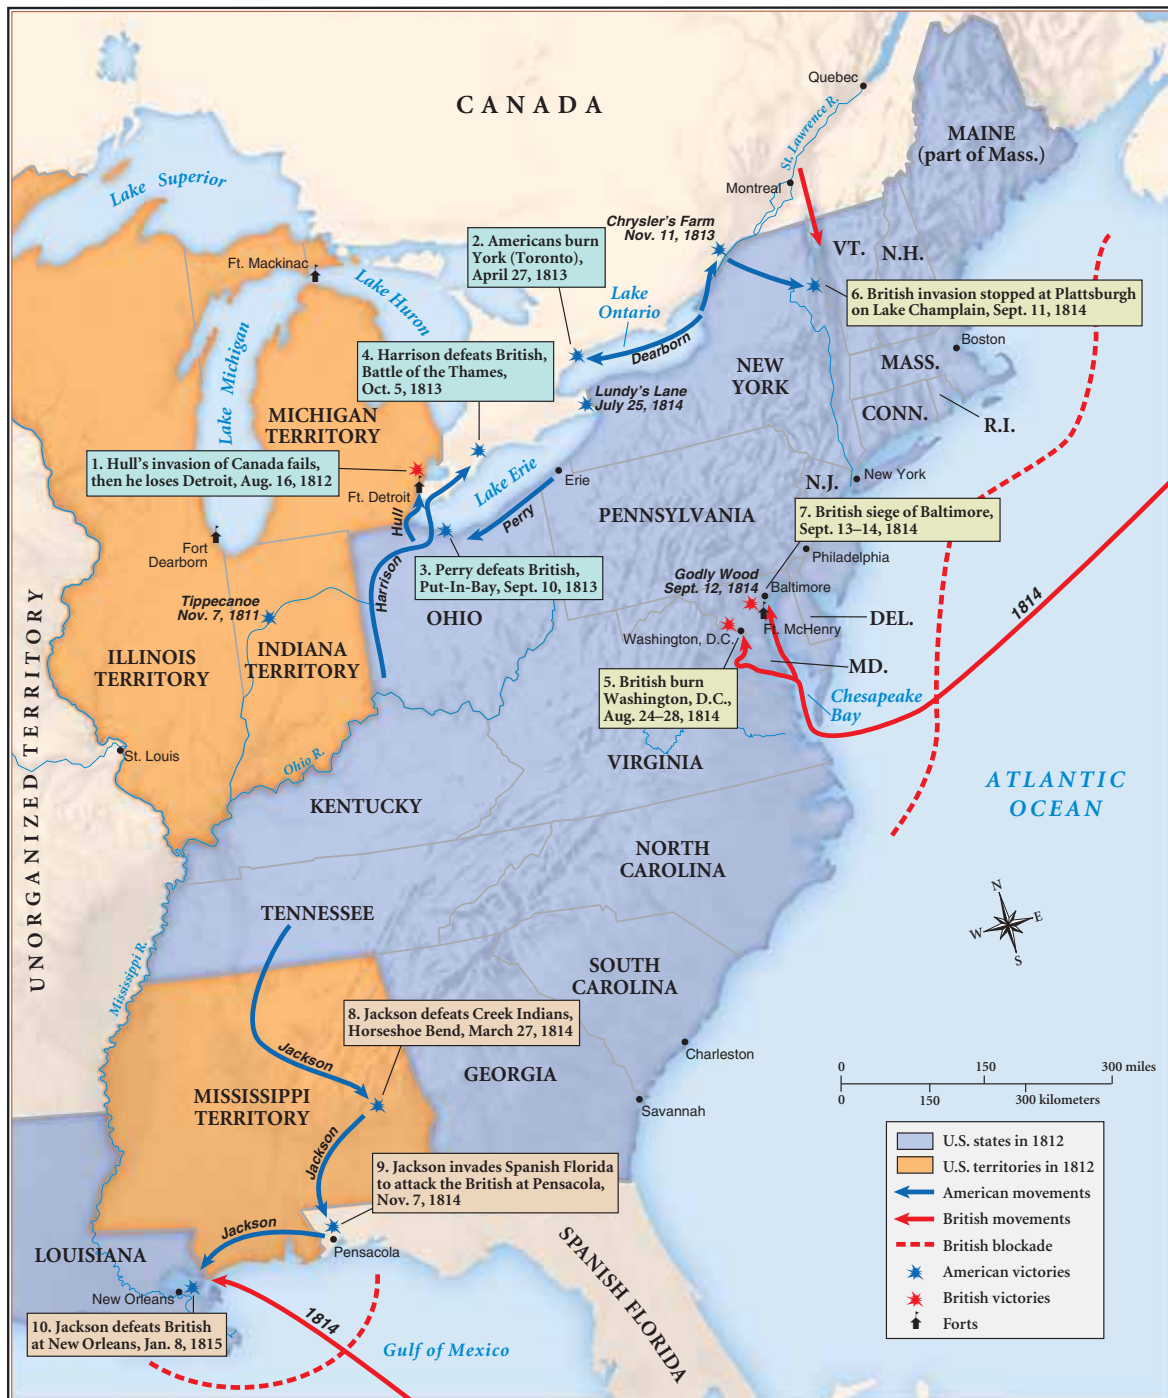 Quebec
CANADA
St. Lawrence R.
MAINE
(part of Mass.)
Lake Superior
Montreal
Chrysler's Farm
Nov. 11, 1813
VT.
N.H.
2. Americans burn
York (Toronto),
April 27, 1813
Ft. Mackinac
Lake Huron
Lake
Ontario
6. British invasion stopped at Plattsburgh
on Lake Champlain, Sept. 11, 1814
Dearborn
Boston
4. Harrison defeats British,
Battle of the Thames,
Oct. 5, 1813
NEW
YORK
MASS.
Lake Michigan
Lundy's Lane
July 25, 1814
CONN.
R.I.
MICHIGAN
TERRITORY
1. Hull's invasion of Canada fails,
then he loses Detroit, Aug. 16, 1812
Lake Erie
Erie
Ft. Detroit
N.J.
New York
Hull
Perry
PENNSYLVANIA
7. British siege of Baltimore,
Sept. 13–14, 1814
Fort
Dearborn
Philadelphia
3. Perry defeats British,
Put-In-Bay, Sept. 10, 1813
Harrison
Godly Wood
Sept. 12, 1814
Baltimore
Tippecanoe
Nov. 7, 1811
OHIO
Ft. McHenry
DEL.
1814
Washington, D.C.
ILLINOIS
TERRITORY
INDIANA
TERRITORY
MD.
5. British burn
Washington, D.C.,
Aug. 24–28, 1814
Chesapeake
Bay
UNORGANIZED TERRITORY
St. Louis
Ohio R.
VIRGINIA
ATLANTIC
OCEAN
KENTUCKY
NORTH
CAROLINA
N
E
W
S
TENNESSEE
Mississippi R.
SOUTH
CAROLINA
8. Jackson defeats Creek Indians,
Horseshoe Bend, March 27, 1814
Jackson
Charleston
GEORGIA
MISSISSIPPI
TERRITORY
Savannah
0 150 300 miles
0 150 300 kilometers
Jackson
9. Jackson invades Spanish Florida
to attack the British at Pensacola,
Nov. 7, 1814
U.S. states in 1812
U.S. territories in 1812
American movements
British movements
British blockade
American victories
British victories
Forts
Jackson
LOUISIANA
Pensacola
SPANISH FLORIDA
New Orleans
1814
10. Jackson defeats British
at New Orleans, Jan. 8, 1815
Gulf of Mexico